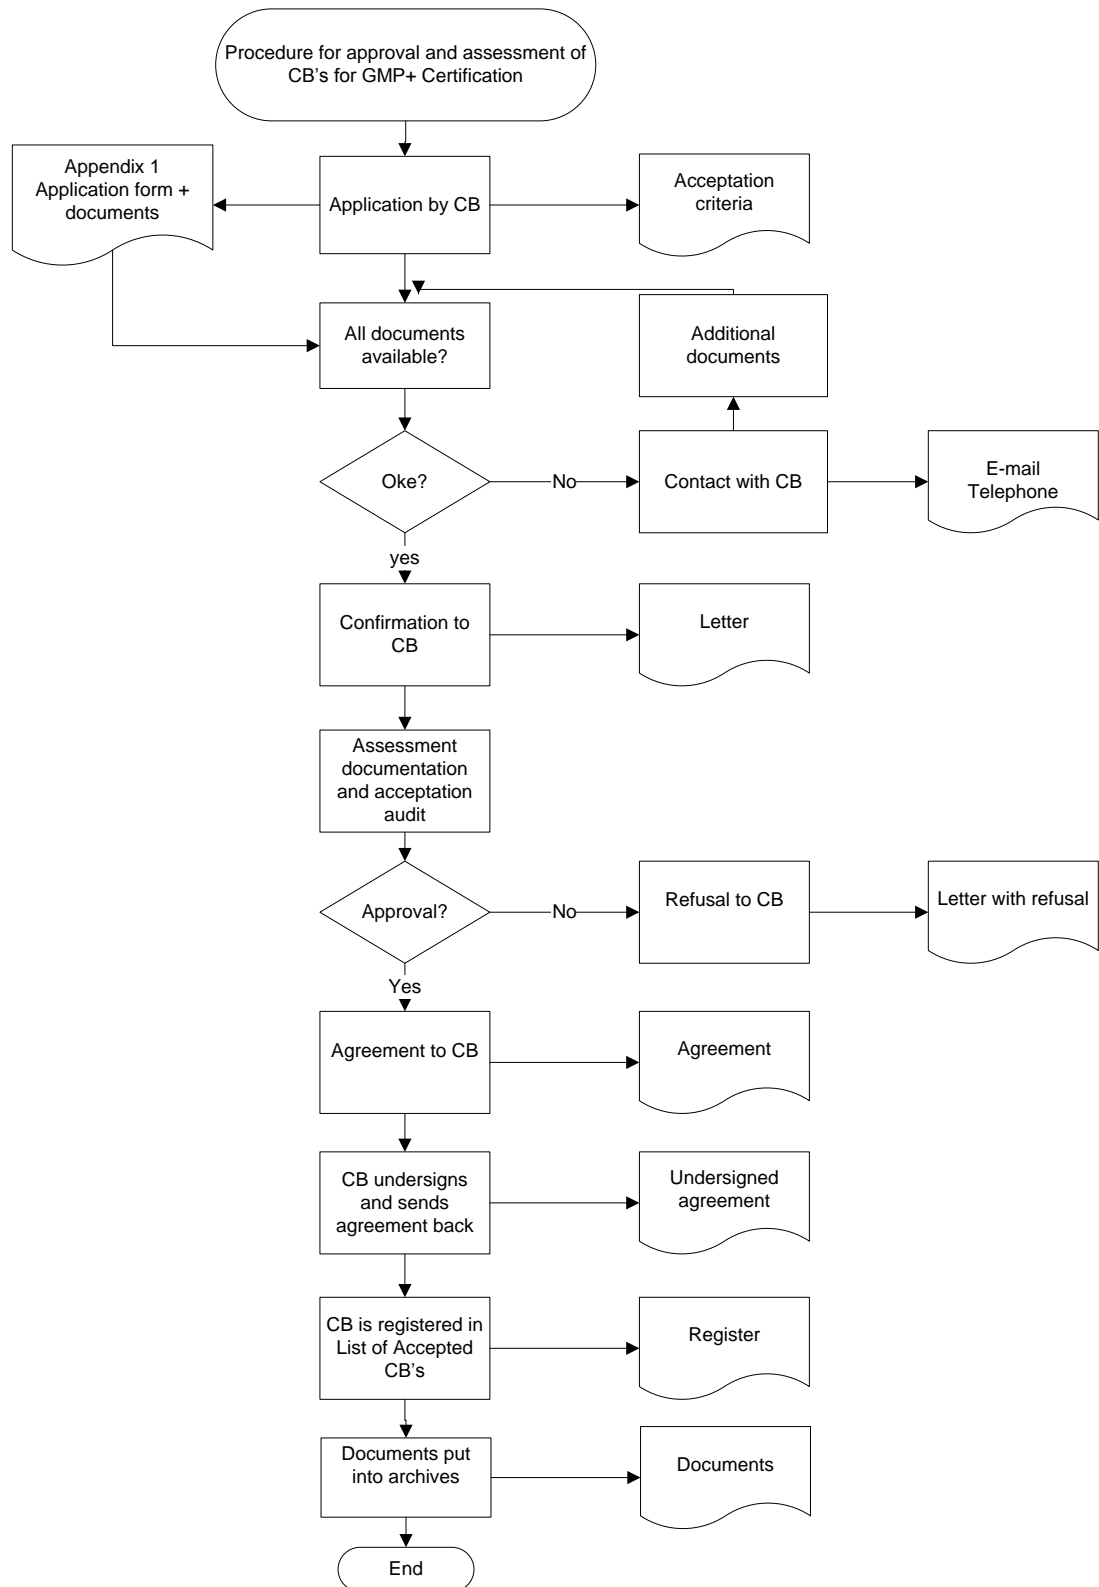 Procedure for approval and assessment of
CB's for GMP+ Certification
Appendix 1
Application form +
documents
Application by CB
Acceptation
criteria
All documents
available?
Additional
documents
Oke?
No
Contact with CB
E-mail
Telephone
yes
Confirmation to
CB
Letter
Assessment
documentation
and acceptation
audit
Approval?
No
Refusal to CB
Letter with refusal
Yes
Agreement to CB
Agreement
CB undersigns
and sends
agreement back
Undersigned
agreement
CB is registered in
List of Accepted
CB's
Register
Documents put
into archives
Documents
End